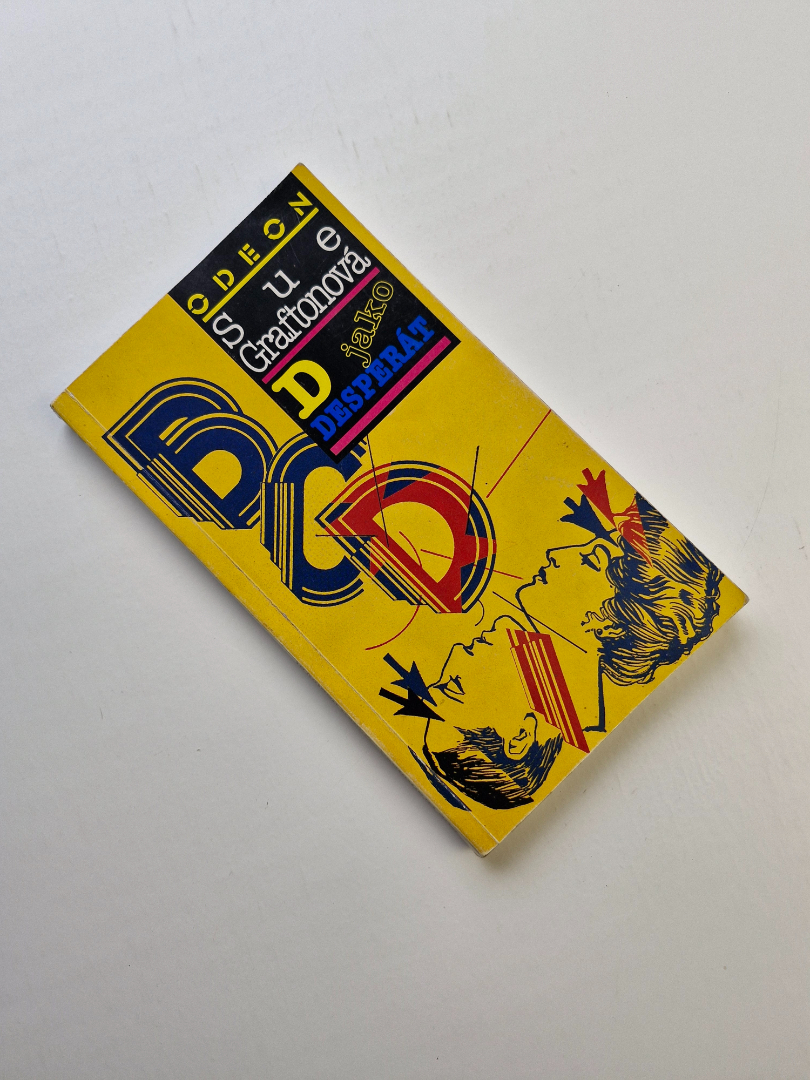 ODEON
Sue
Graftonová
D jako
DESPERÁT
B C D